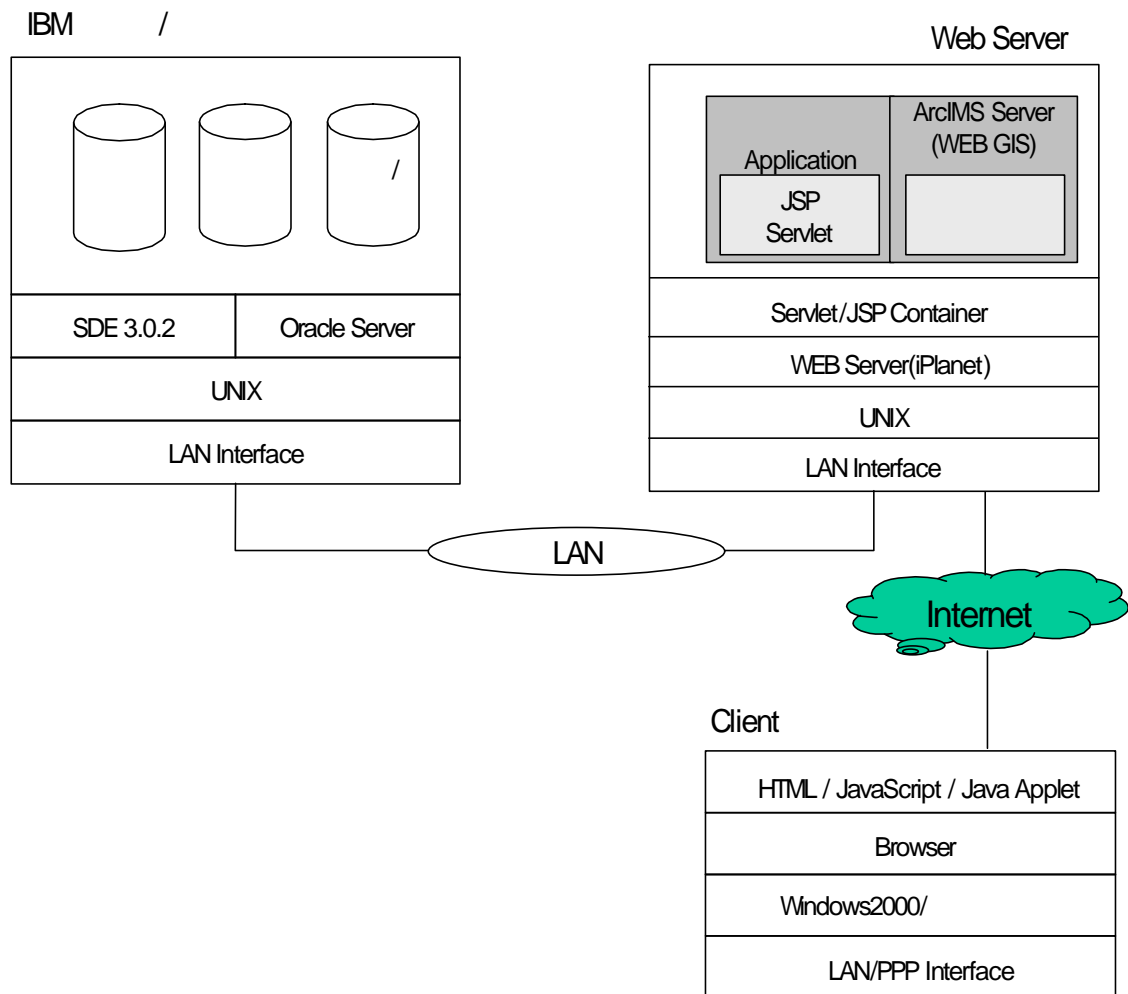 IBM /
/
SDE 3.0.2
Oracle Server
UNIX
LAN Interface
Web Server
Application
JSP
Servlet
ArcIMS Server
(WEB GIS)
Servlet/JSP Container
WEB Server(iPlanet)
UNIX
LAN Interface
LAN
Internet
Client
HTML / JavaScript / Java Applet
Browser
Windows2000/
LAN/PPP Interface